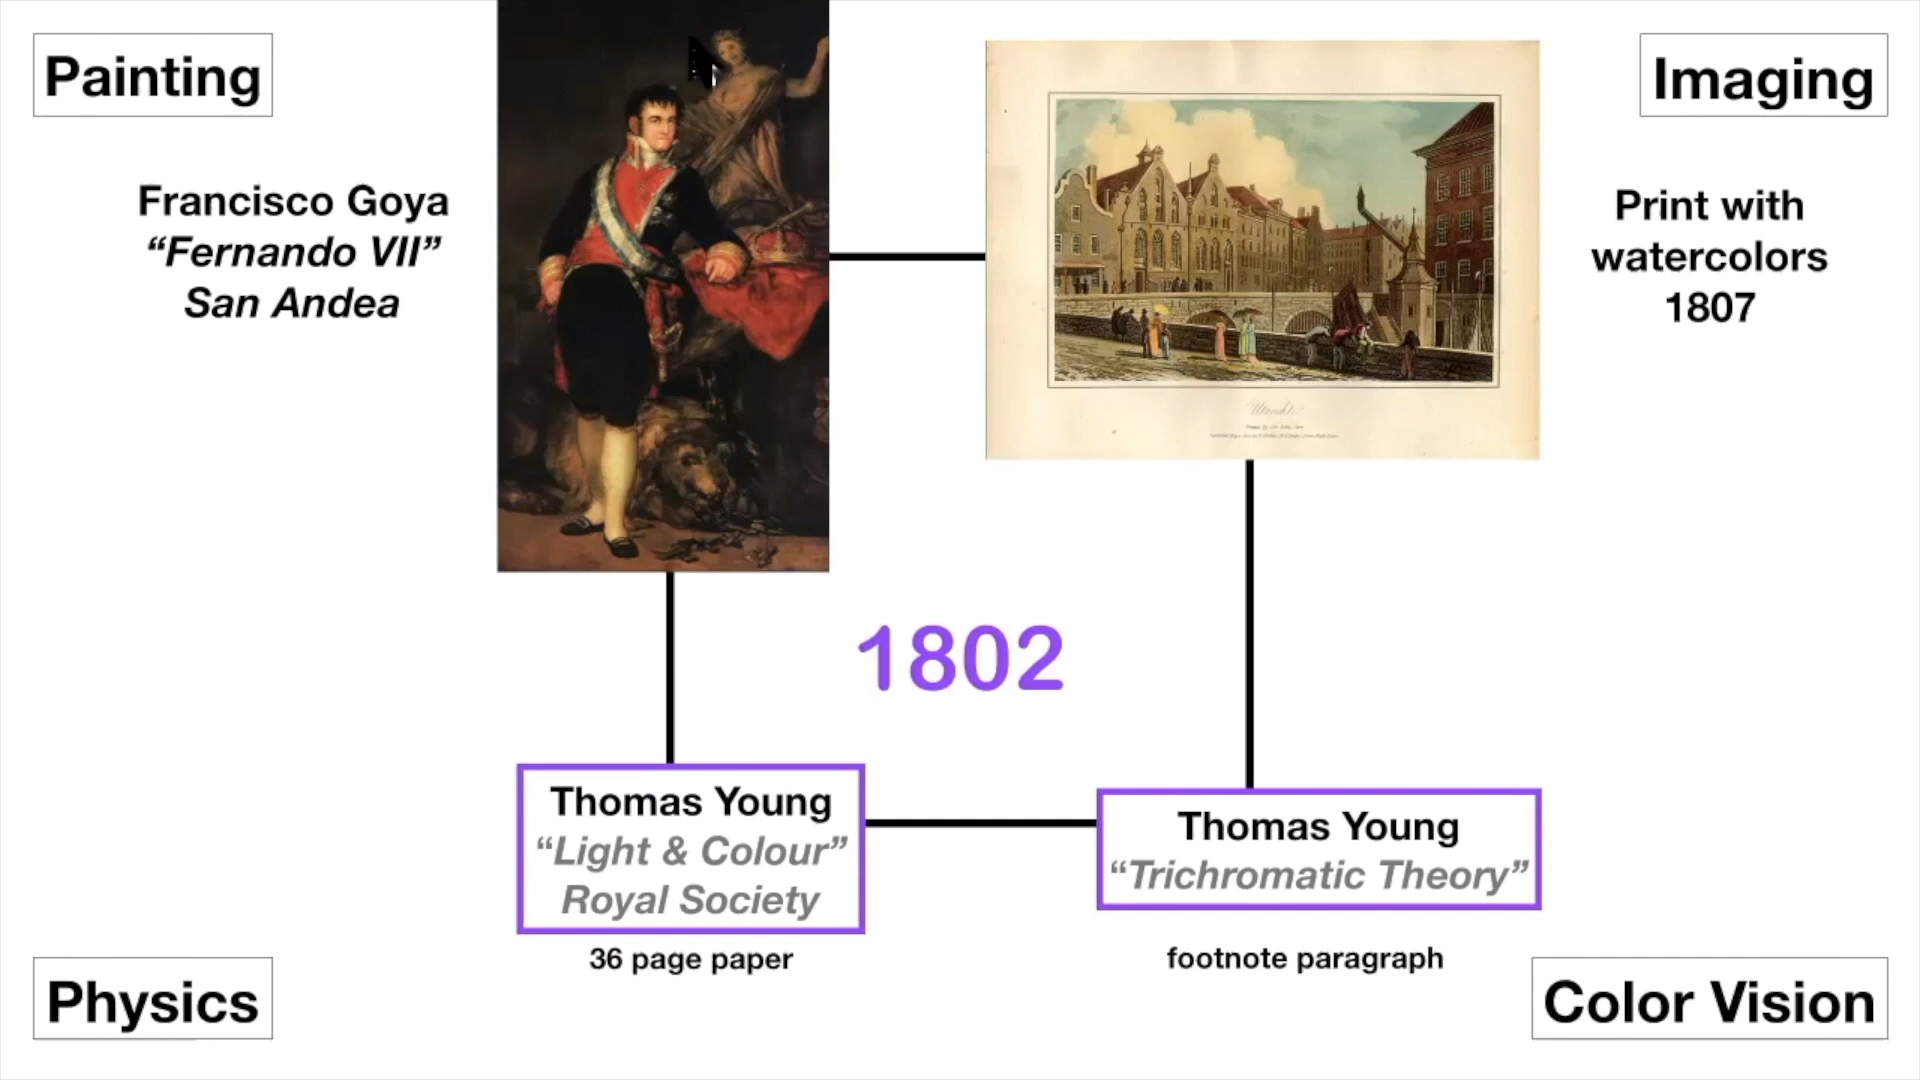 Painting
Francisco Goya
“Fernando VII”
San Andea
Imaging
Print with
watercolors
1807
Utrecht
1802
Thomas Young
“Light & Colour”
Royal Society
36 page paper
Thomas Young
“Trichromatic Theory”
footnote paragraph
Physics
Color Vision